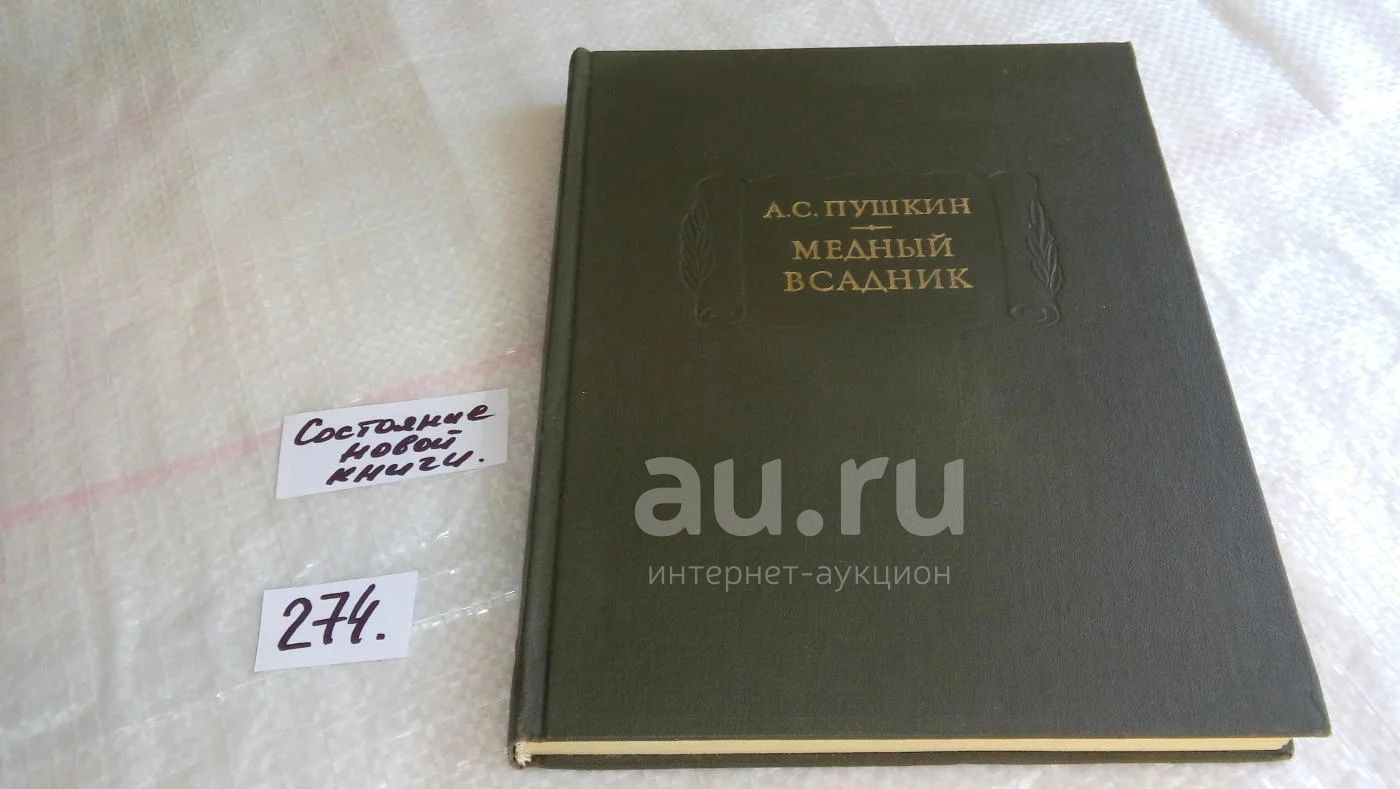 А.С. ПУШКИН
МЕДНЫЙ
ВСАДНИК
Состояние
новой
книги.
274.
au.ru
интернет-аукцион